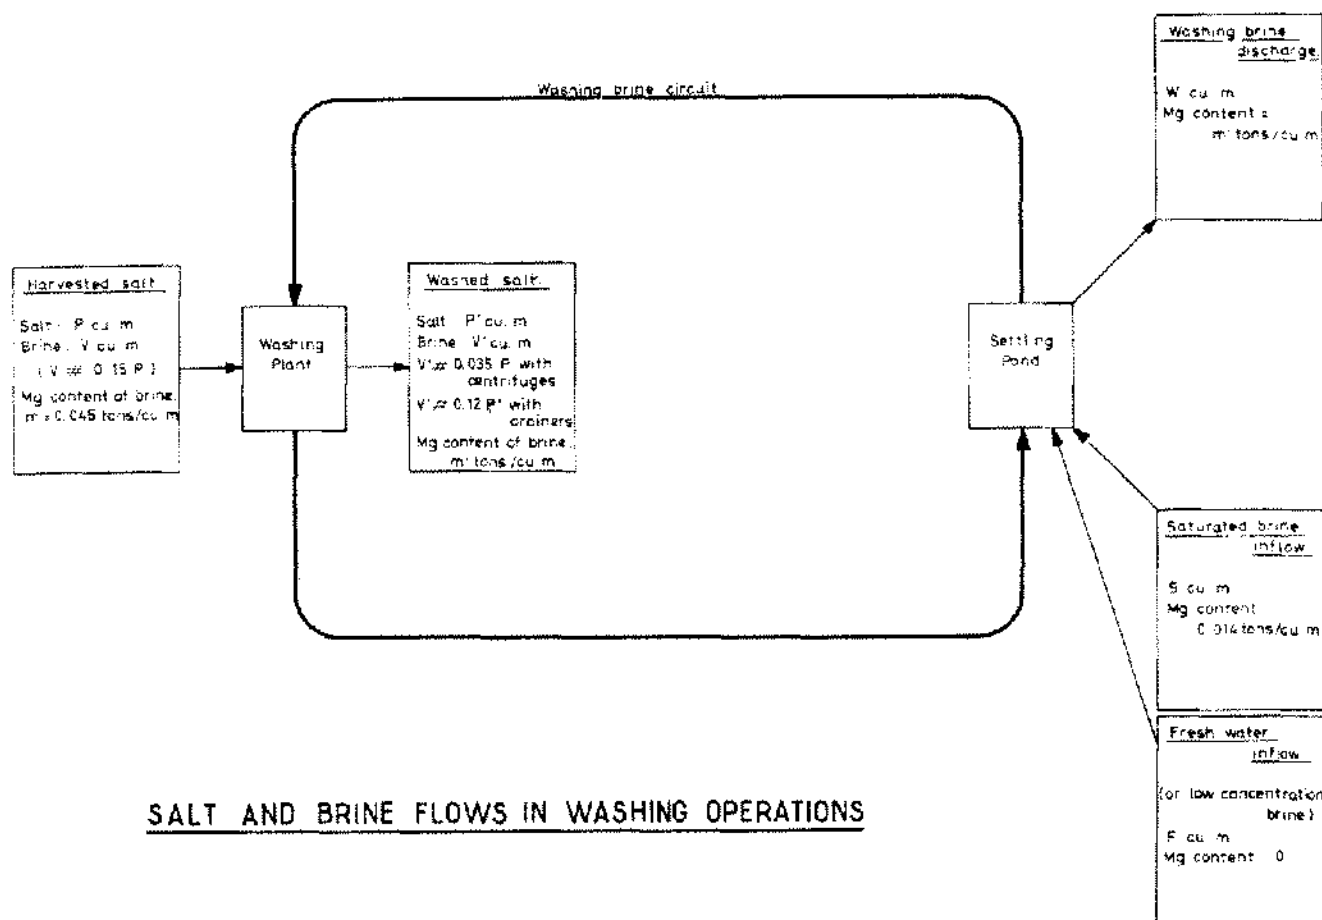 Washing brine
discharge
W cu. m
Mg content =
m' tons/cu m
Washing brine circuit
Harvested salt
Salt: P cu. m
Brine: V cu m
( V ≠ 0.15 P )
Mg content of brine.
m = 0.045 tons/cu m
Washing
Plant
Washed salt.
Salt P' cu. m
Brine V' cu. m
V' ≠ 0.035 P with
centrifuges
V' ≠ 0.12 P' with
drainers
Mg content of brine.
m' tons/cu m
Settling
Pond
Saturated brine
inflow
S cu m
Mg content
0.014 tons/cu m
Fresh water
inflow
(or low concentration
brine)
F cu m
Mg content 0
SALT AND BRINE FLOWS IN WASHING OPERATIONS